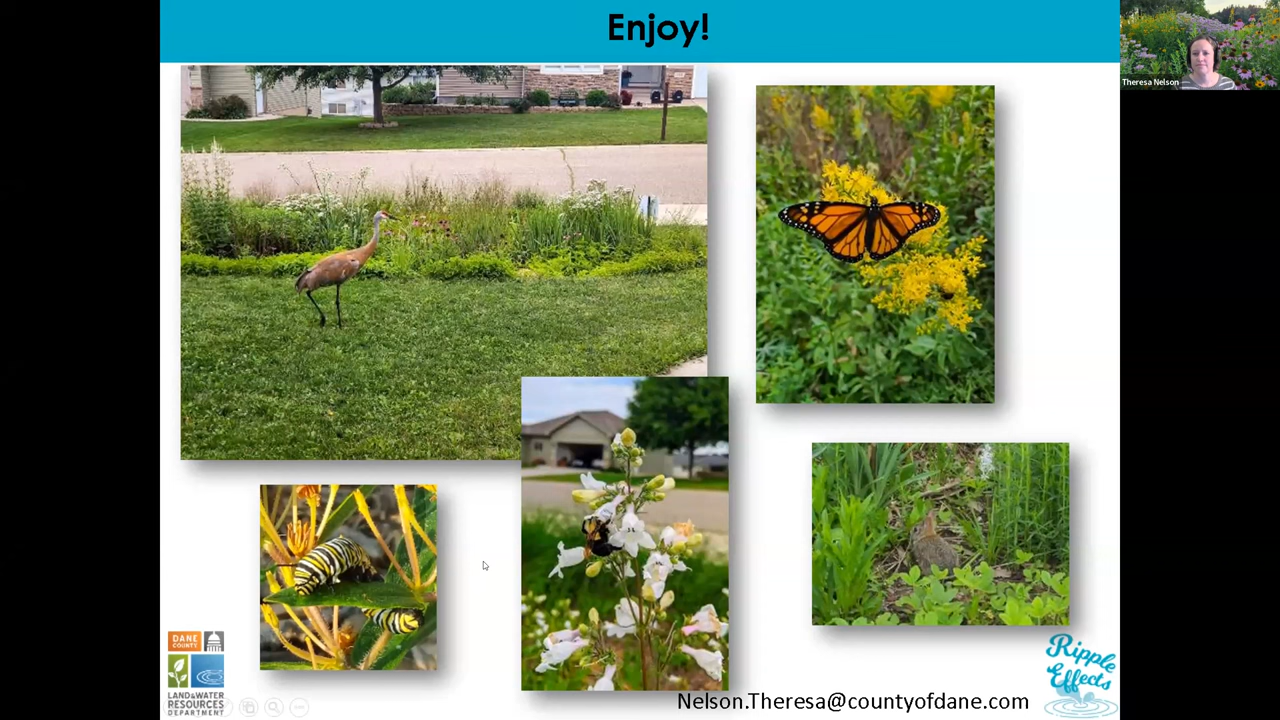 Enjoy!
Theresa Nelson
DANE
COUNTY
LAND & WATER
RESOURCES
DEPARTMENT
Nelson.Theresa@countyofdane.com
Ripple
Effects